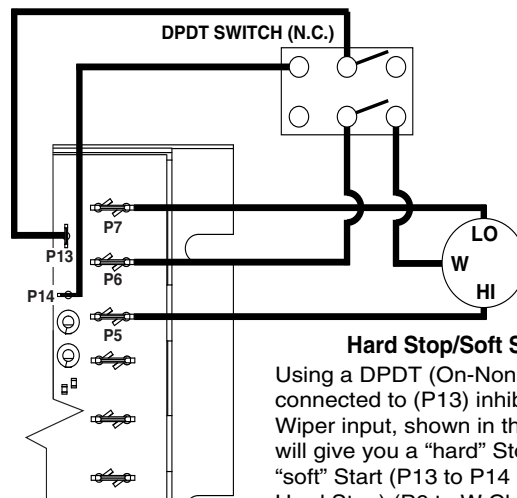 DPDT SWITCH (N.C.)
P7
LO
P13
W
P6
P14
HI
P5
Hard Stop/Soft S
Using a DPDT (On-Non
connected to (P13) inhib
Wiper input, shown in th
will give you a "hard" Sto
"soft" Start (P13 to P14